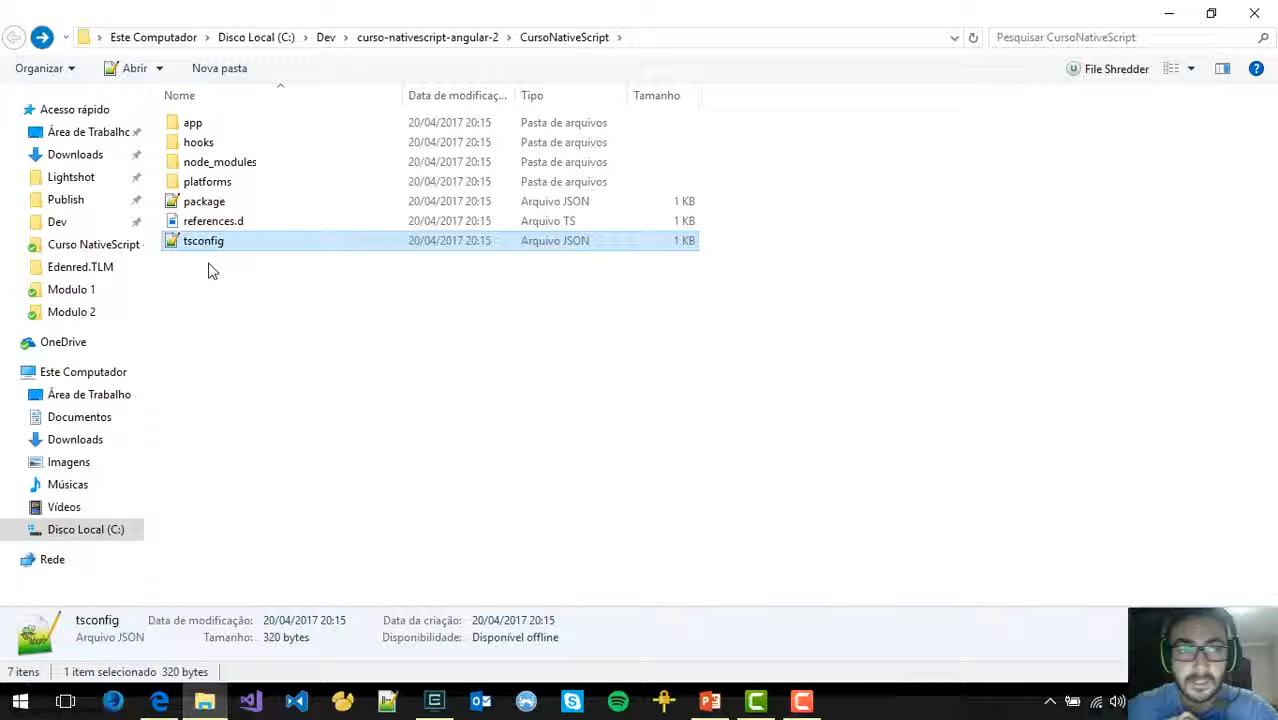 Este Computador > Disco Local (C:) > Dev > curso-nativescript-angular-2 > CursoNativeScript >
Pesquisar CursoNativeScript
Organizar
Abrir
Nova pasta
File Shredder
Nome
Data de modificaç...
Tipo
Tamanho
Acesso rápido
Área de Trabalho
Downloads
Lightshot
Publish
Dev
Curso NativeScript
Edenred.TLM
Modulo 1
Modulo 2
OneDrive
Este Computador
Área de Trabalho
Documentos
Downloads
Imagens
Músicas
Vídeos
Disco Local (C:)
Rede
app 20/04/2017 20:15 Pasta de arquivos
hooks 20/04/2017 20:15 Pasta de arquivos
node_modules 20/04/2017 20:15 Pasta de arquivos
platforms 20/04/2017 20:15 Pasta de arquivos
package 20/04/2017 20:15 Arquivo JSON 1 KB
references.d 20/04/2017 20:15 Arquivo TS 1 KB
tsconfig 20/04/2017 20:15 Arquivo JSON 1 KB
tsconfig Data de modificação: 20/04/2017 20:15 Data da criação: 20/04/2017 20:15
Arquivo JSON Tamanho: 320 bytes Disponibilidade: Disponível offline
7 itens 1 item selecionado 320 bytes